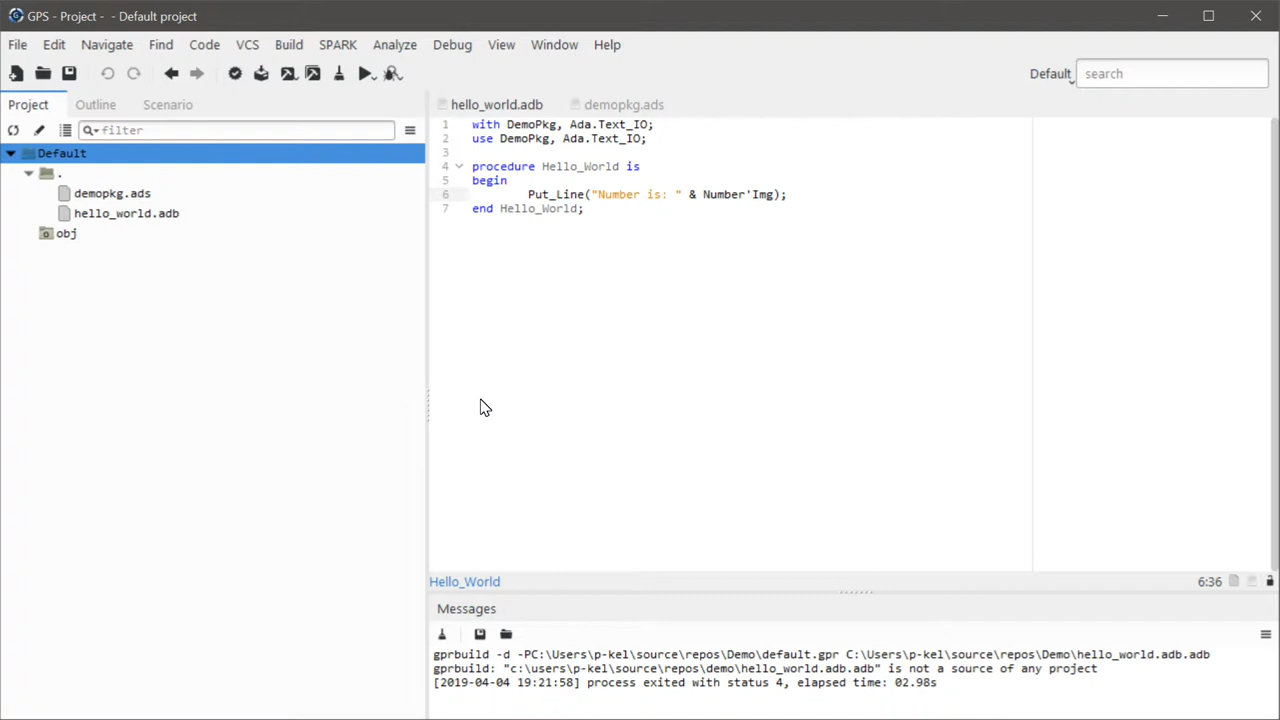 GPS - Project -  - Default project
File Edit Navigate Find Code VCS Build SPARK Analyze Debug View Window Help
Default search
Project Outline Scenario
filter
Default
.
demopkg.ads
hello_world.adb
obj
hello_world.adb demopkg.ads
1 with DemoPkg, Ada.Text_IO;
2 use DemoPkg, Ada.Text_IO;
3
4 procedure Hello_World is
5 begin
6 Put_Line("Number is: " & Number'Img);
7 end Hello_World;
Hello_World 6:36
Messages
gprbuild -d -PC:\Users\p-kel\source\repos\Demo\default.gpr C:\Users\p-kel\source\repos\Demo\hello_world.adb.adb
gprbuild: "c:\users\p-kel\source\repos\demo\hello_world.adb.adb" is not a source of any project
[2019-04-04 19:21:58] process exited with status 4, elapsed time: 02.98s